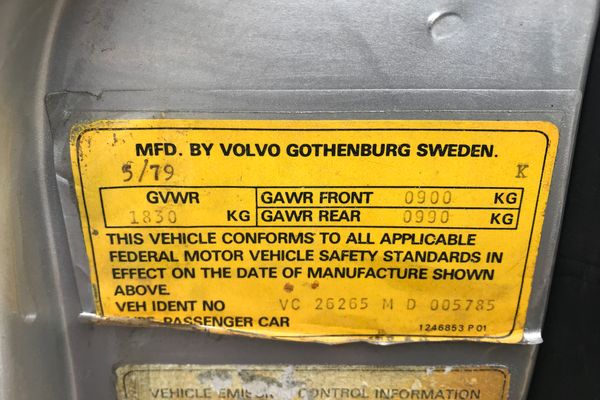 MFD. BY VOLVO GOTHENBURG SWEDEN.
5/79 K
GVWR GAWR FRONT 0900 KG
1830 KG GAWR REAR 0990 KG
THIS VEHICLE CONFORMS TO ALL APPLICABLE
FEDERAL MOTOR VEHICLE SAFETY STANDARDS IN
EFFECT ON THE DATE OF MANUFACTURE SHOWN
ABOVE.
VEH IDENT NO VC 26265 M D 005785
PASSENGER CAR 1246853 P 01
VEHICLE CONTROL INFORMATION